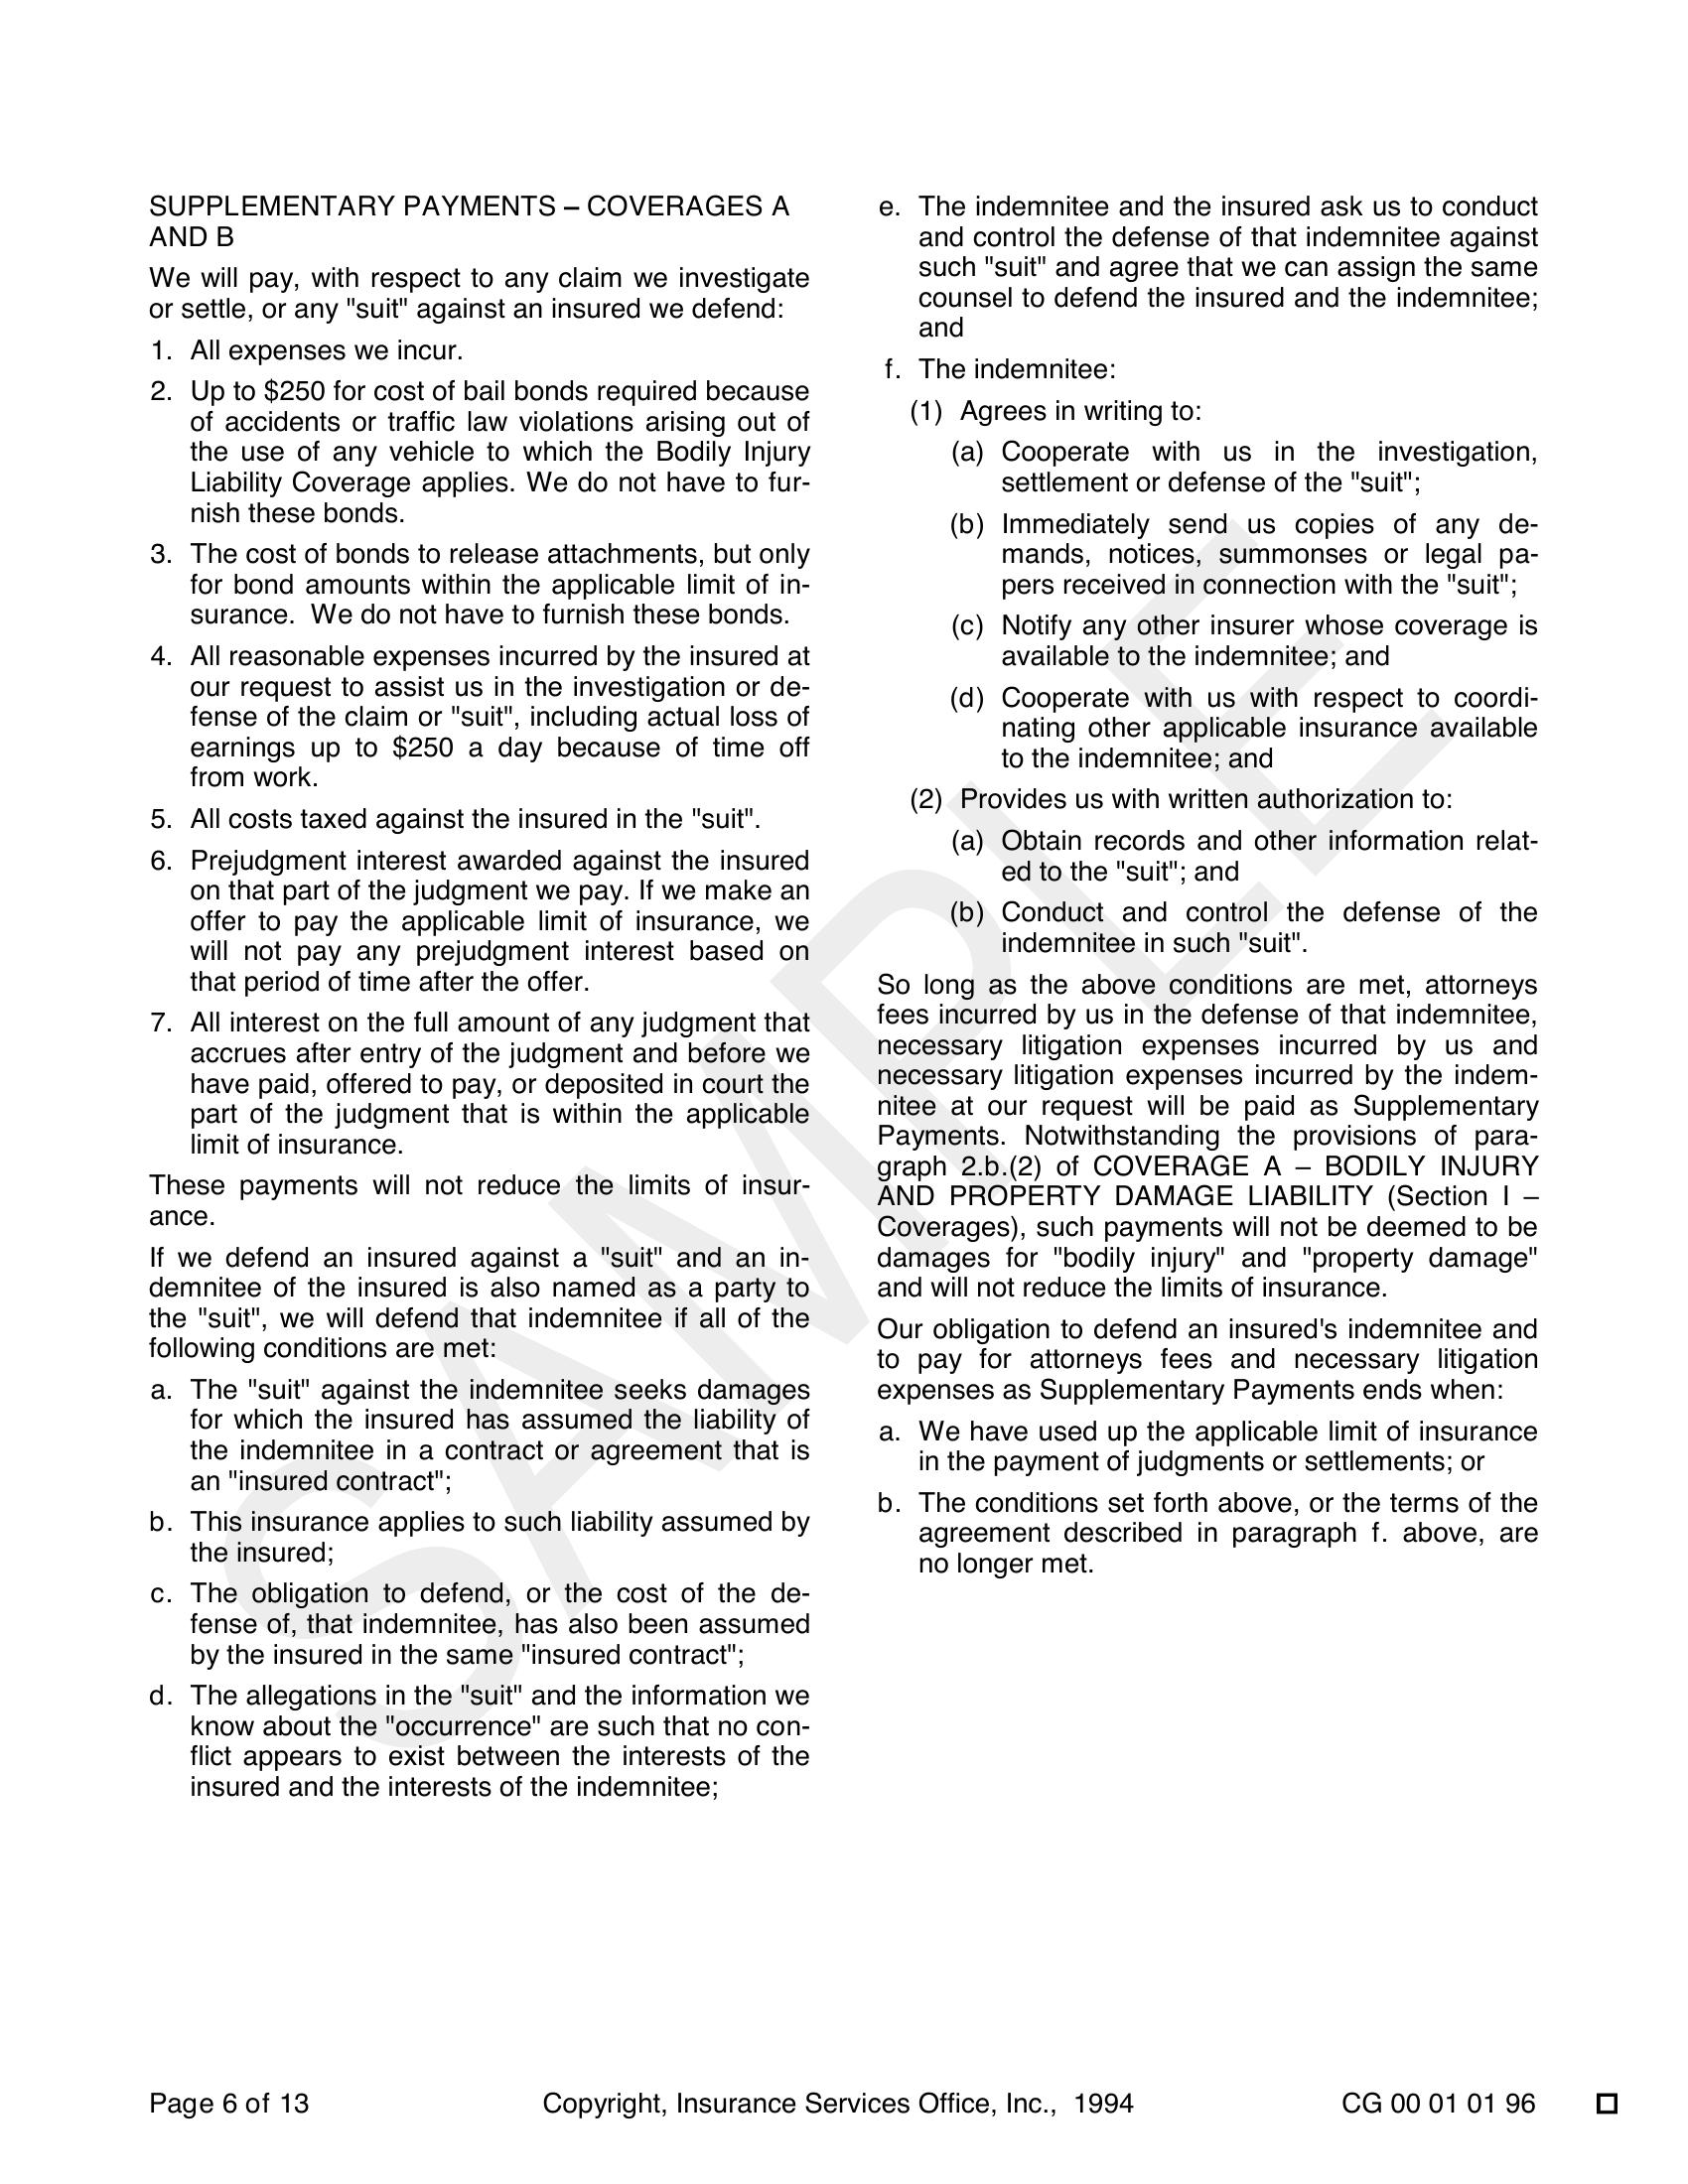 SUPPLEMENTARY PAYMENTS – COVERAGES A
AND B
We will pay, with respect to any claim we investigate
or settle, or any "suit" against an insured we defend:
1. All expenses we incur.
2. Up to $250 for cost of bail bonds required because
of accidents or traffic law violations arising out of
the use of any vehicle to which the Bodily Injury
Liability Coverage applies. We do not have to fur-
nish these bonds.
3. The cost of bonds to release attachments, but only
for bond amounts within the applicable limit of in-
surance. We do not have to furnish these bonds.
4. All reasonable expenses incurred by the insured at
our request to assist us in the investigation or de-
fense of the claim or "suit", including actual loss of
earnings up to $250 a day because of time off
from work.
5. All costs taxed against the insured in the "suit".
6. Prejudgment interest awarded against the insured
on that part of the judgment we pay. If we make an
offer to pay the applicable limit of insurance, we
will not pay any prejudgment interest based on
that period of time after the offer.
7. All interest on the full amount of any judgment that
accrues after entry of the judgment and before we
have paid, offered to pay, or deposited in court the
part of the judgment that is within the applicable
limit of insurance.
These payments will not reduce the limits of insur-
ance.
If we defend an insured against a "suit" and an in-
demnitee of the insured is also named as a party to
the "suit", we will defend that indemnitee if all of the
following conditions are met:
a. The "suit" against the indemnitee seeks damages
for which the insured has assumed the liability of
the indemnitee in a contract or agreement that is
an "insured contract";
b. This insurance applies to such liability assumed by
the insured;
c. The obligation to defend, or the cost of the de-
fense of, that indemnitee, has also been assumed
by the insured in the same "insured contract";
d. The allegations in the "suit" and the information we
know about the "occurrence" are such that no con-
flict appears to exist between the interests of the
insured and the interests of the indemnitee;
e. The indemnitee and the insured ask us to conduct
and control the defense of that indemnitee against
such "suit" and agree that we can assign the same
counsel to defend the insured and the indemnitee;
and
f. The indemnitee:
(1) Agrees in writing to:
(a) Cooperate with us in the investigation,
settlement or defense of the "suit";
(b) Immediately send us copies of any de-
mands, notices, summonses or legal pa-
pers received in connection with the "suit";
(c) Notify any other insurer whose coverage is
available to the indemnitee; and
(d) Cooperate with us with respect to coordi-
nating other applicable insurance available
to the indemnitee; and
(2) Provides us with written authorization to:
(a) Obtain records and other information relat-
ed to the "suit"; and
(b) Conduct and control the defense of the
indemnitee in such "suit".
So long as the above conditions are met, attorneys
fees incurred by us in the defense of that indemnitee,
necessary litigation expenses incurred by us and
necessary litigation expenses incurred by the indem-
nitee at our request will be paid as Supplementary
Payments. Notwithstanding the provisions of para-
graph 2.b.(2) of COVERAGE A – BODILY INJURY
AND PROPERTY DAMAGE LIABILITY (Section I –
Coverages), such payments will not be deemed to be
damages for "bodily injury" and "property damage"
and will not reduce the limits of insurance.
Our obligation to defend an insured's indemnitee and
to pay for attorneys fees and necessary litigation
expenses as Supplementary Payments ends when:
a. We have used up the applicable limit of insurance
in the payment of judgments or settlements; or
b. The conditions set forth above, or the terms of the
agreement described in paragraph f. above, are
no longer met.
SAMPLE
Page 6 of 13 Copyright, Insurance Services Office, Inc., 1994 CG 00 01 01 96